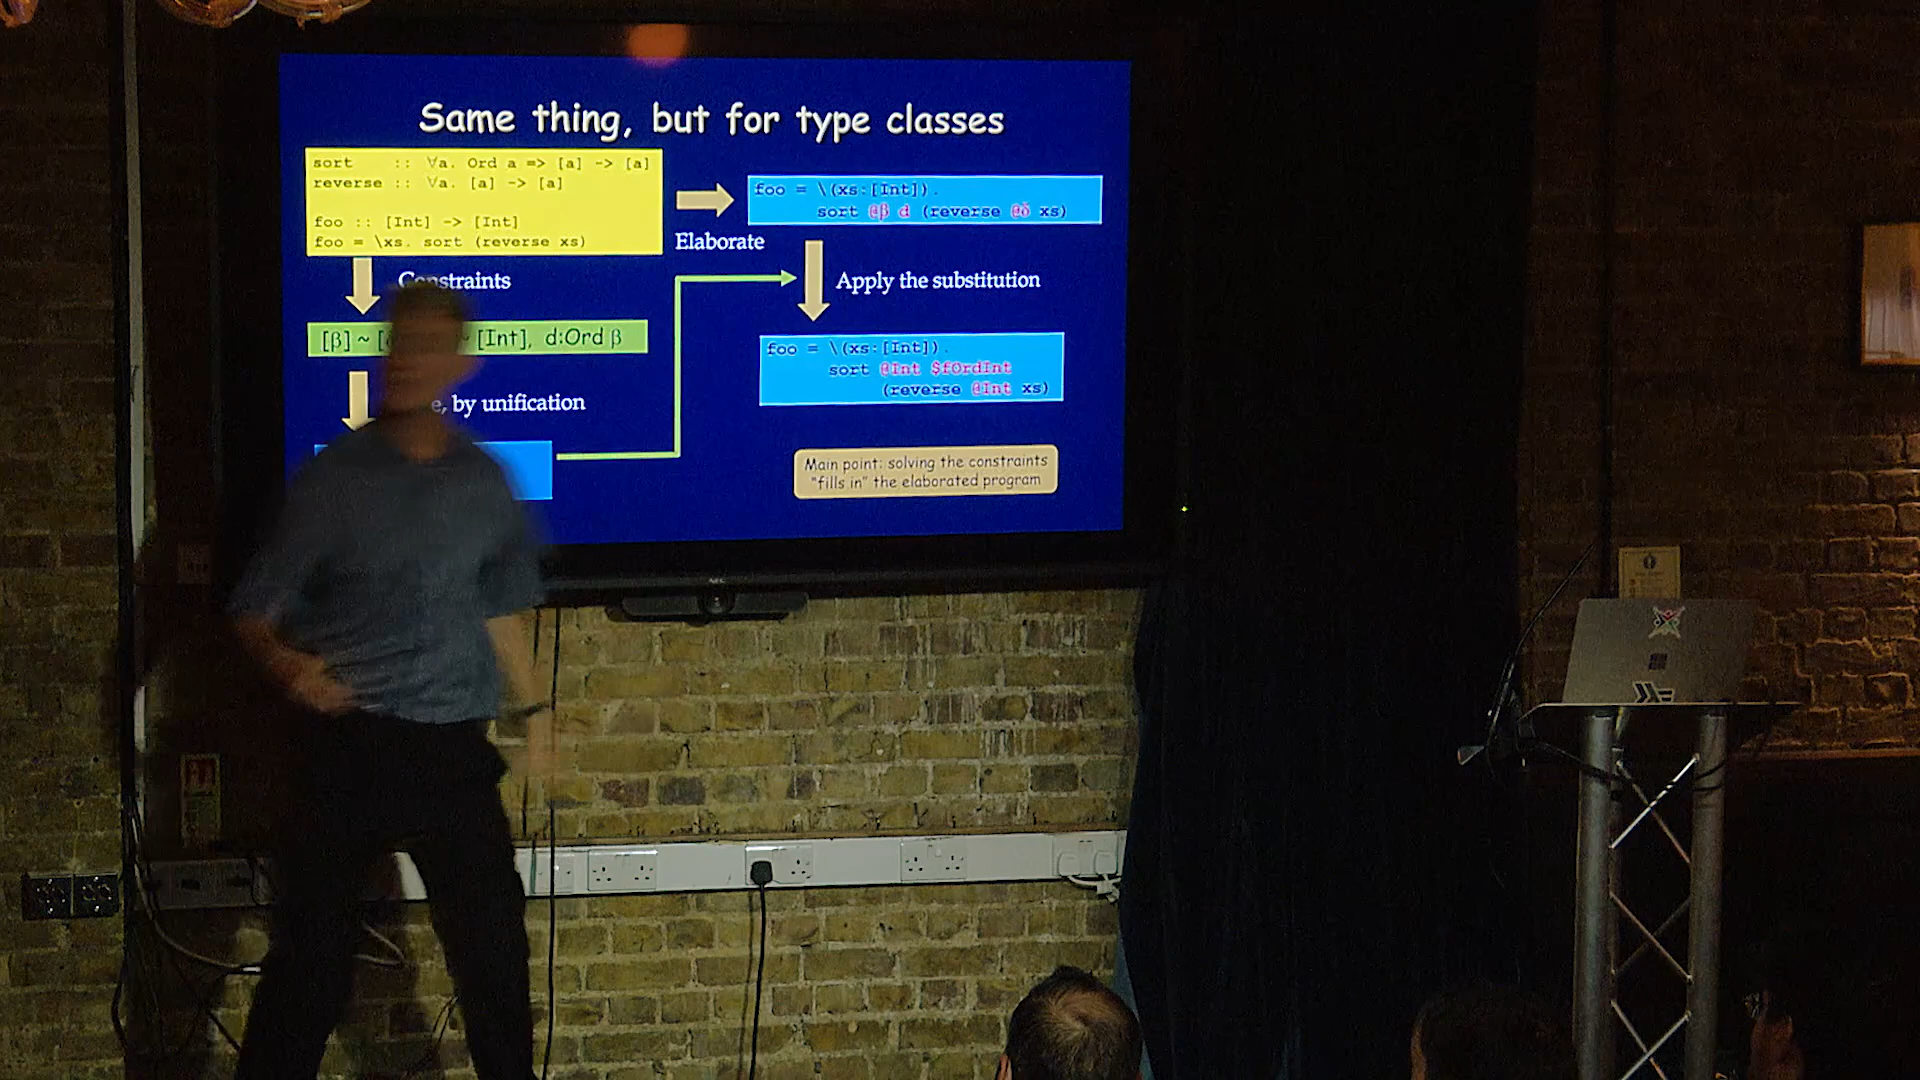 Same thing, but for type classes
sort :: ∀a. Ord a => [a] -> [a]
reverse :: ∀a. [a] -> [a]
foo :: [Int] -> [Int]
foo = \xs. sort (reverse xs)
Elaborate
foo = \(xs:[Int]).
sort @β d (reverse @δ xs)
Constraints
Apply the substitution
[β] ~ [ ~ [Int], d:Ord β
foo = \(xs:[Int]).
sort @Int $fOrdInt
(reverse @Int xs)
e, by unification
Main point: solving the constraints
"fills in" the elaborated program
NEC